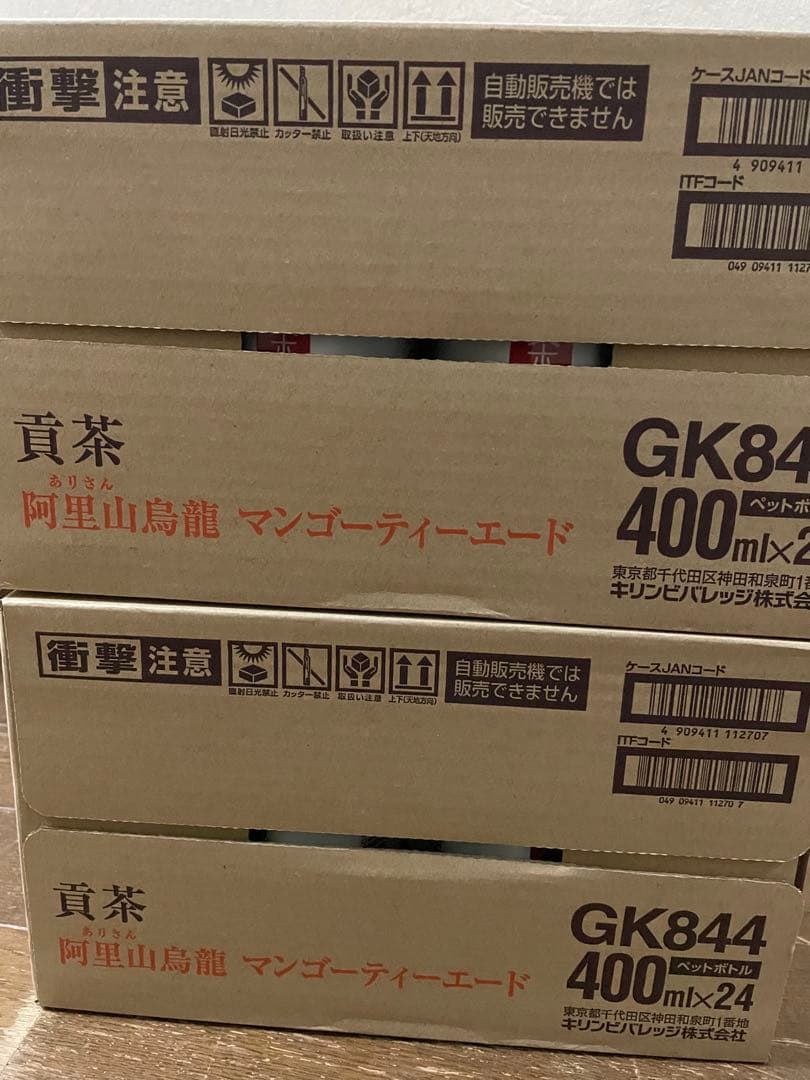 衝撃 注意
直射日光禁止 カッター禁止 取扱い注意 上下(天地方向)
自動販売機では
販売できません
ケースJANコード
4 909411
ITFコード
049 09411 1127
貢茶
ありさん
阿里山烏龍 マンゴーティーエード
GK84
400ml×2
ペットボ
東京都千代田区神田和泉町1番
キリンビバレッジ株式会
衝撃 注意
直射日光禁止 カッター禁止 取扱い注意 上下(天地方向)
自動販売機では
販売できません
ケースJANコード
4 909411 112707
ITFコード
049 09411 11270 7
貢茶
ありさん
阿里山烏龍 マンゴーティーエード
GK844
400ml×24
ペットボトル
東京都千代田区神田和泉町1番地
キリンビバレッジ株式会社